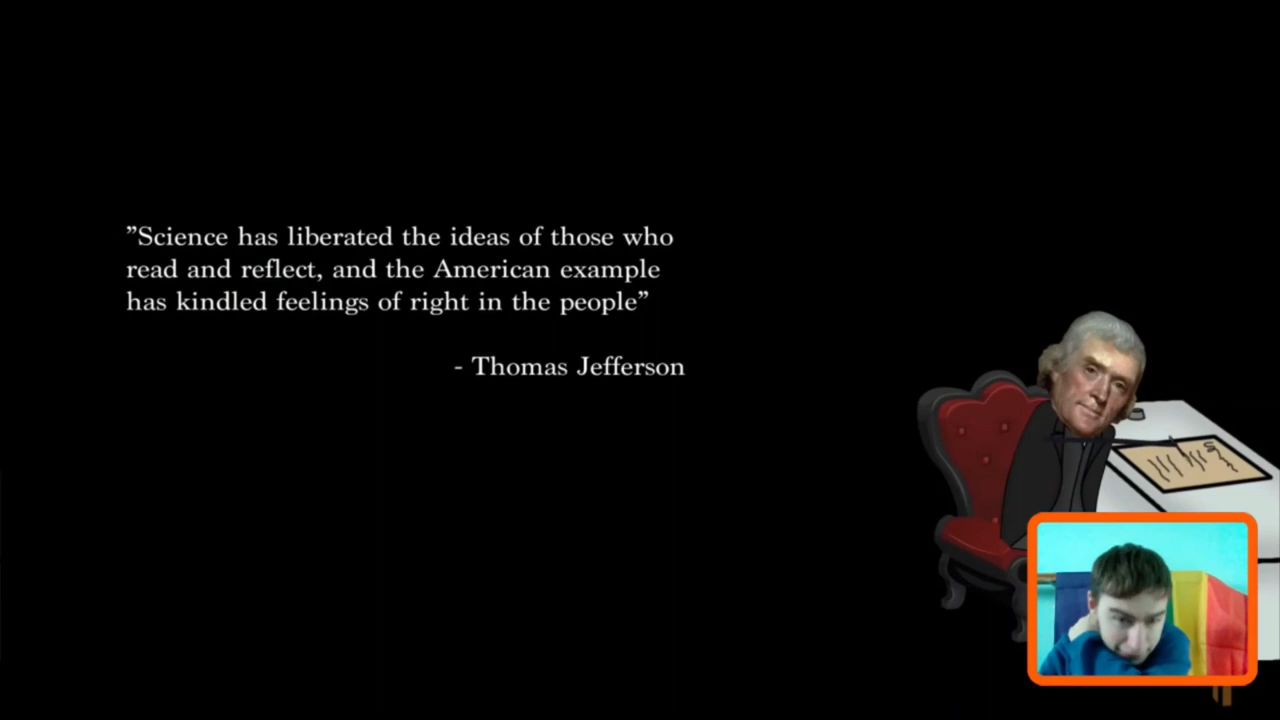 ”Science has liberated the ideas of those who
read and reflect, and the American example
has kindled feelings of right in the people”
- Thomas Jefferson